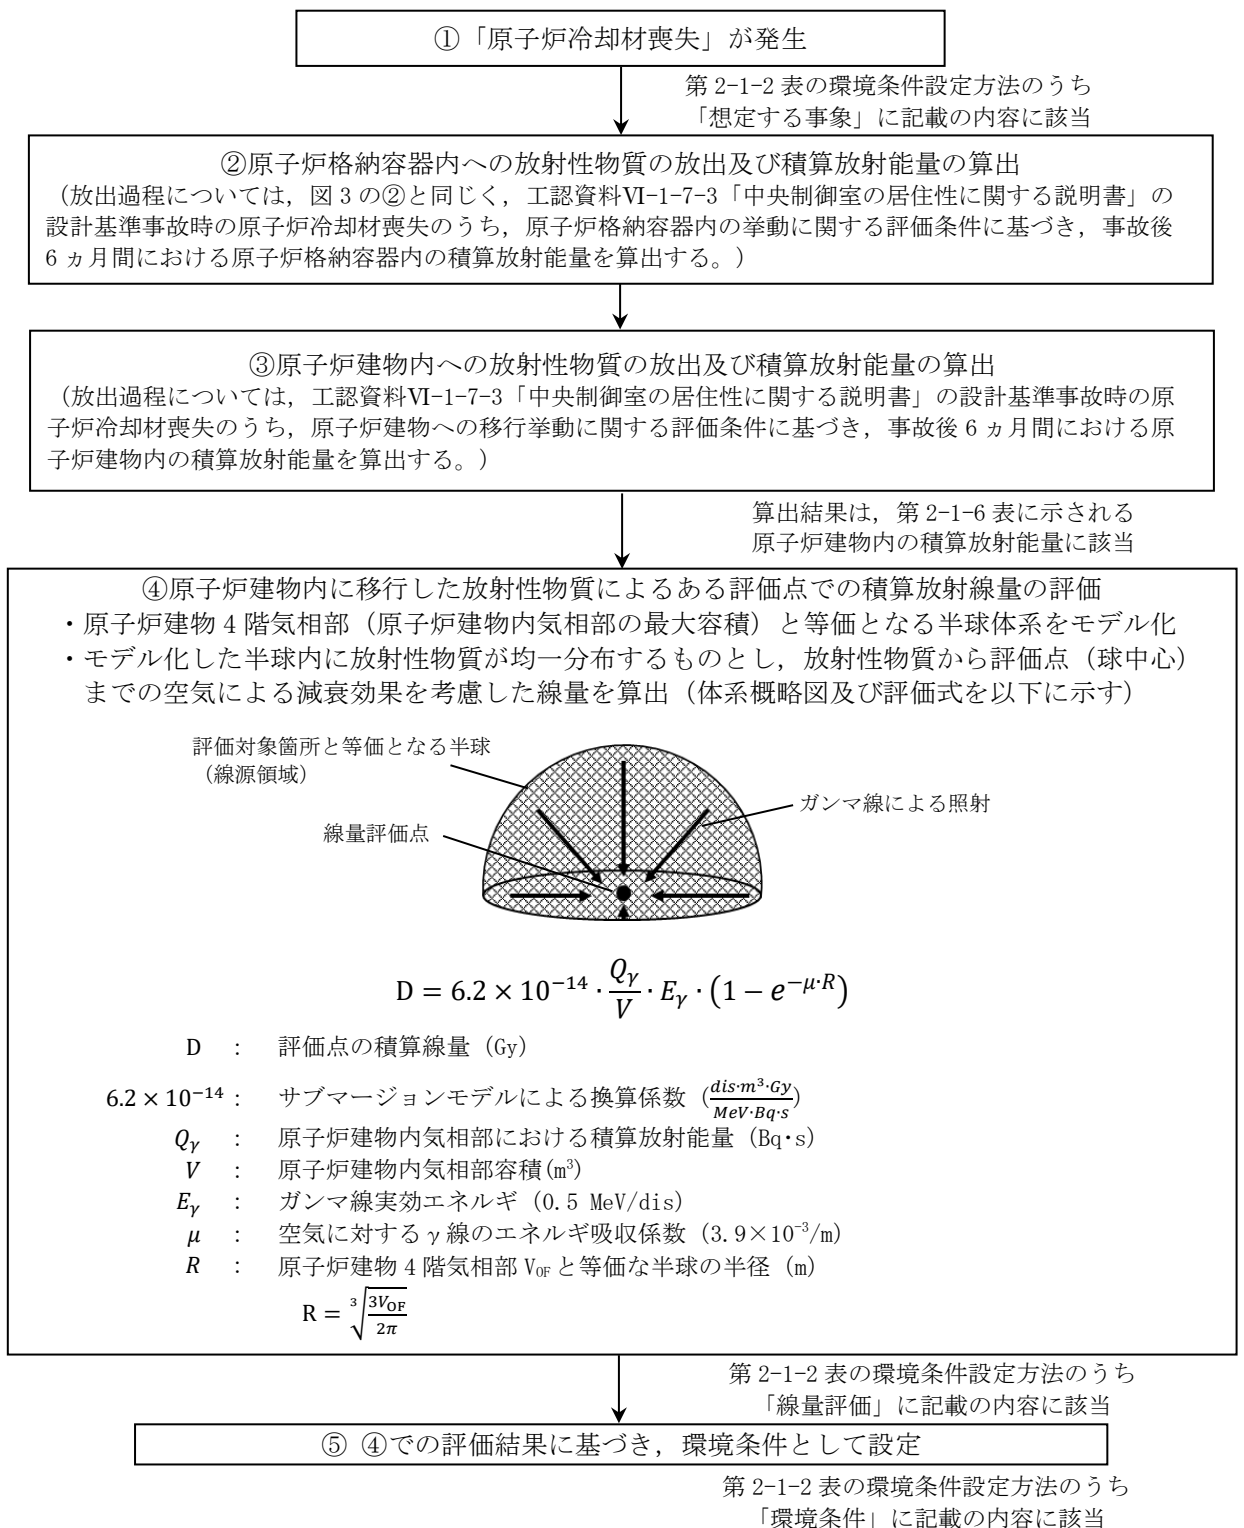 ①「原子炉冷却材喪失」が発生
第 2-1-2 表の環境条件設定方法のうち
「想定する事象」に記載の内容に該当
②原子炉格納容器内への放射性物質の放出及び積算放射能量の算出
（放出過程については，図 3 の②と同じく，工認資料Ⅵ-1-7-3「中央制御室の居住性に関する説明書」の
設計基準事故時の原子炉冷却材喪失のうち，原子炉格納容器内の挙動に関する評価条件に基づき，事故後
6 ヵ月間における原子炉格納容器内の積算放射能量を算出する。）
③原子炉建物内への放射性物質の放出及び積算放射能量の算出
（放出過程については，工認資料Ⅵ-1-7-3「中央制御室の居住性に関する説明書」の設計基準事故時の原
子炉冷却材喪失のうち，原子炉建物への移行挙動に関する評価条件に基づき，事故後 6 ヵ月間における原
子炉建物内の積算放射能量を算出する。）
算出結果は，第 2-1-6 表に示される
原子炉建物内の積算放射能量に該当
④原子炉建物内に移行した放射性物質によるある評価点での積算放射線量の評価
・原子炉建物 4 階気相部（原子炉建物内気相部の最大容積）と等価となる半球体系をモデル化
・モデル化した半球内に放射性物質が均一分布するものとし，放射性物質から評価点（球中心）
までの空気による減衰効果を考慮した線量を算出（体系概略図及び評価式を以下に示す）
評価対象箇所と等価となる半球
（線源領域）
ガンマ線による照射
線量評価点
D = 6.2 × 10⁻¹⁴ · Qγ/V · Eγ · (1 − e^(−μ·R))
D : 評価点の積算線量（Gy）
6.2 × 10⁻¹⁴ : サブマージョンモデルによる換算係数 (dis·m³·Gy/MeV·Bq·s)
Qγ : 原子炉建物内気相部における積算放射能量（Bq・s）
V : 原子炉建物内気相部容積(m³)
Eγ : ガンマ線実効エネルギ（0.5 MeV/dis）
μ : 空気に対するγ線のエネルギ吸収係数（3.9×10⁻³/m）
R : 原子炉建物 4 階気相部 V_OF と等価な半球の半径（m）
R = ∛(3V_OF/2π)
第 2-1-2 表の環境条件設定方法のうち
「線量評価」に記載の内容に該当
⑤ ④での評価結果に基づき，環境条件として設定
第 2-1-2 表の環境条件設定方法のうち
「環境条件」に記載の内容に該当